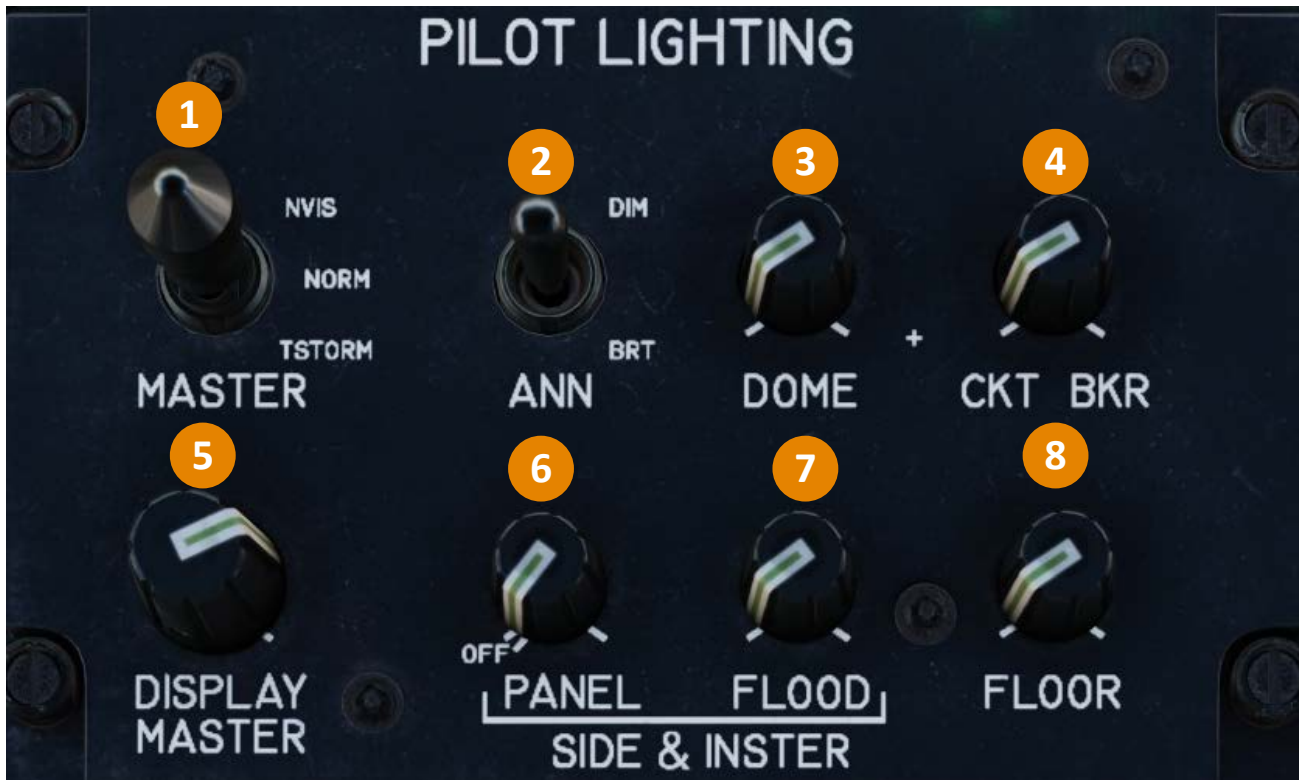 PILOT LIGHTING
1
2
3
4
NVIS
DIM
NORM
TSTORM
BRT
+
MASTER
ANN
DOME
CKT BKR
5
6
7
8
OFF
DISPLAY
MASTER
PANEL
FLOOD
FLOOR
SIDE & INSTER